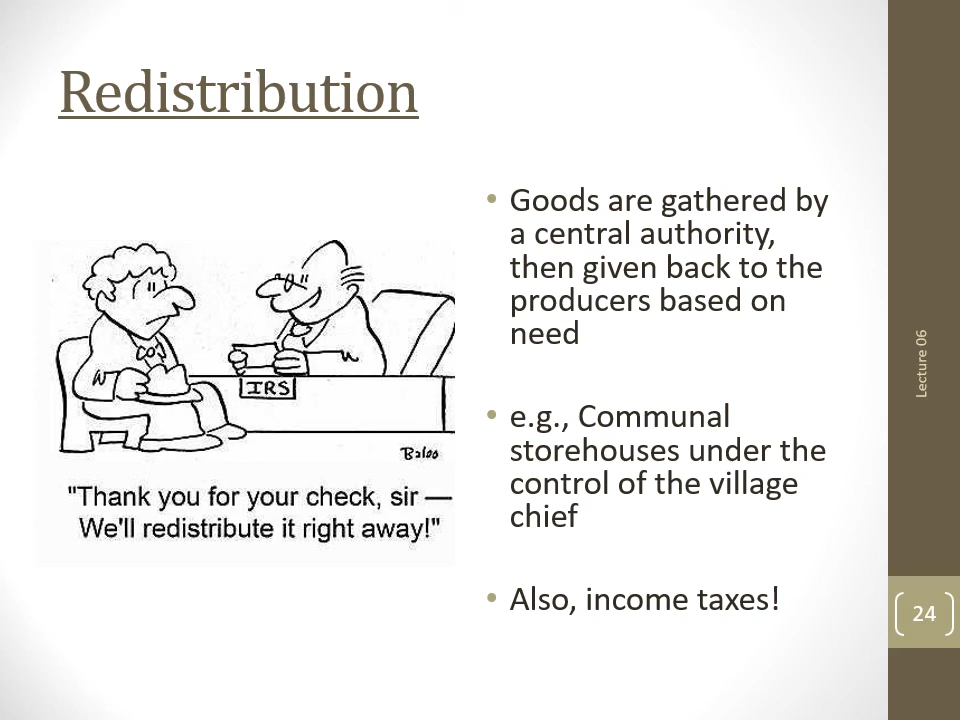 Redistribution
• Goods are gathered by
a central authority,
then given back to the
producers based on
need
• e.g., Communal
storehouses under the
control of the village
chief
• Also, income taxes!
IRS
Baloo
"Thank you for your check, sir —
We'll redistribute it right away!"
Lecture 06
24